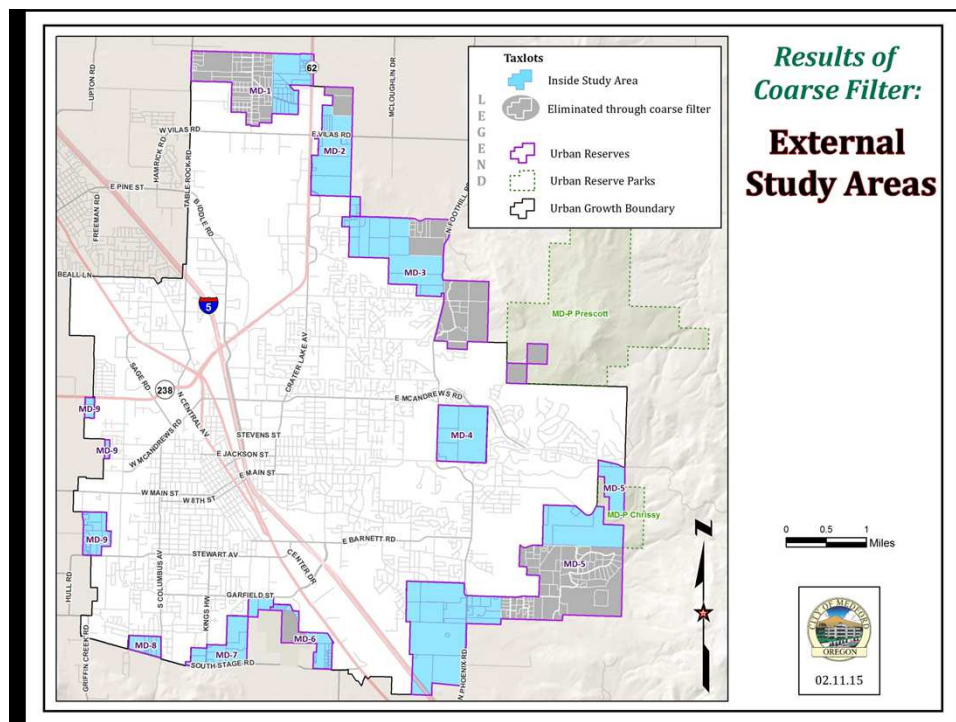 Results of
Coarse Filter:
External
Study Areas
LEGEND
Taxlots
Inside Study Area
Eliminated through coarse filter
Urban Reserves
Urban Reserve Parks
Urban Growth Boundary
UPTON RD
62
MCLOUGHLIN DR
MD-1
W VILAS RD
E VILAS RD
HAMRICK RD
TABLE ROCK RD
MD-2
E PINE ST
FREEMAN RD
BIDDLE RD
N FOOTHILL RD
BEALL LN
MD-3
5
MD-P Prescott
CRATER LAKE AV
SAGE RD
238
N CENTRAL AV
E MCANDREWS RD
MD-9
W MCANDREWS RD
STEVENS ST
MD-4
MD-9
E JACKSON ST
E MAIN ST
MD-5
W MAIN ST
W 8TH ST
MD-P Chrissy
MD-9
E BARNETT RD
STEWART AV
CENTER DR
MD-5
HULL RD
S COLUMBUS AV
KINGS HW
GARFIELD ST
MD-8
MD-7
MD-6
GRIFFIN CREEK RD
SOUTH STAGE RD
N PHOENIX RD
0 0.5 1
Miles
N
CITY OF MEDFORD
OREGON
02.11.15